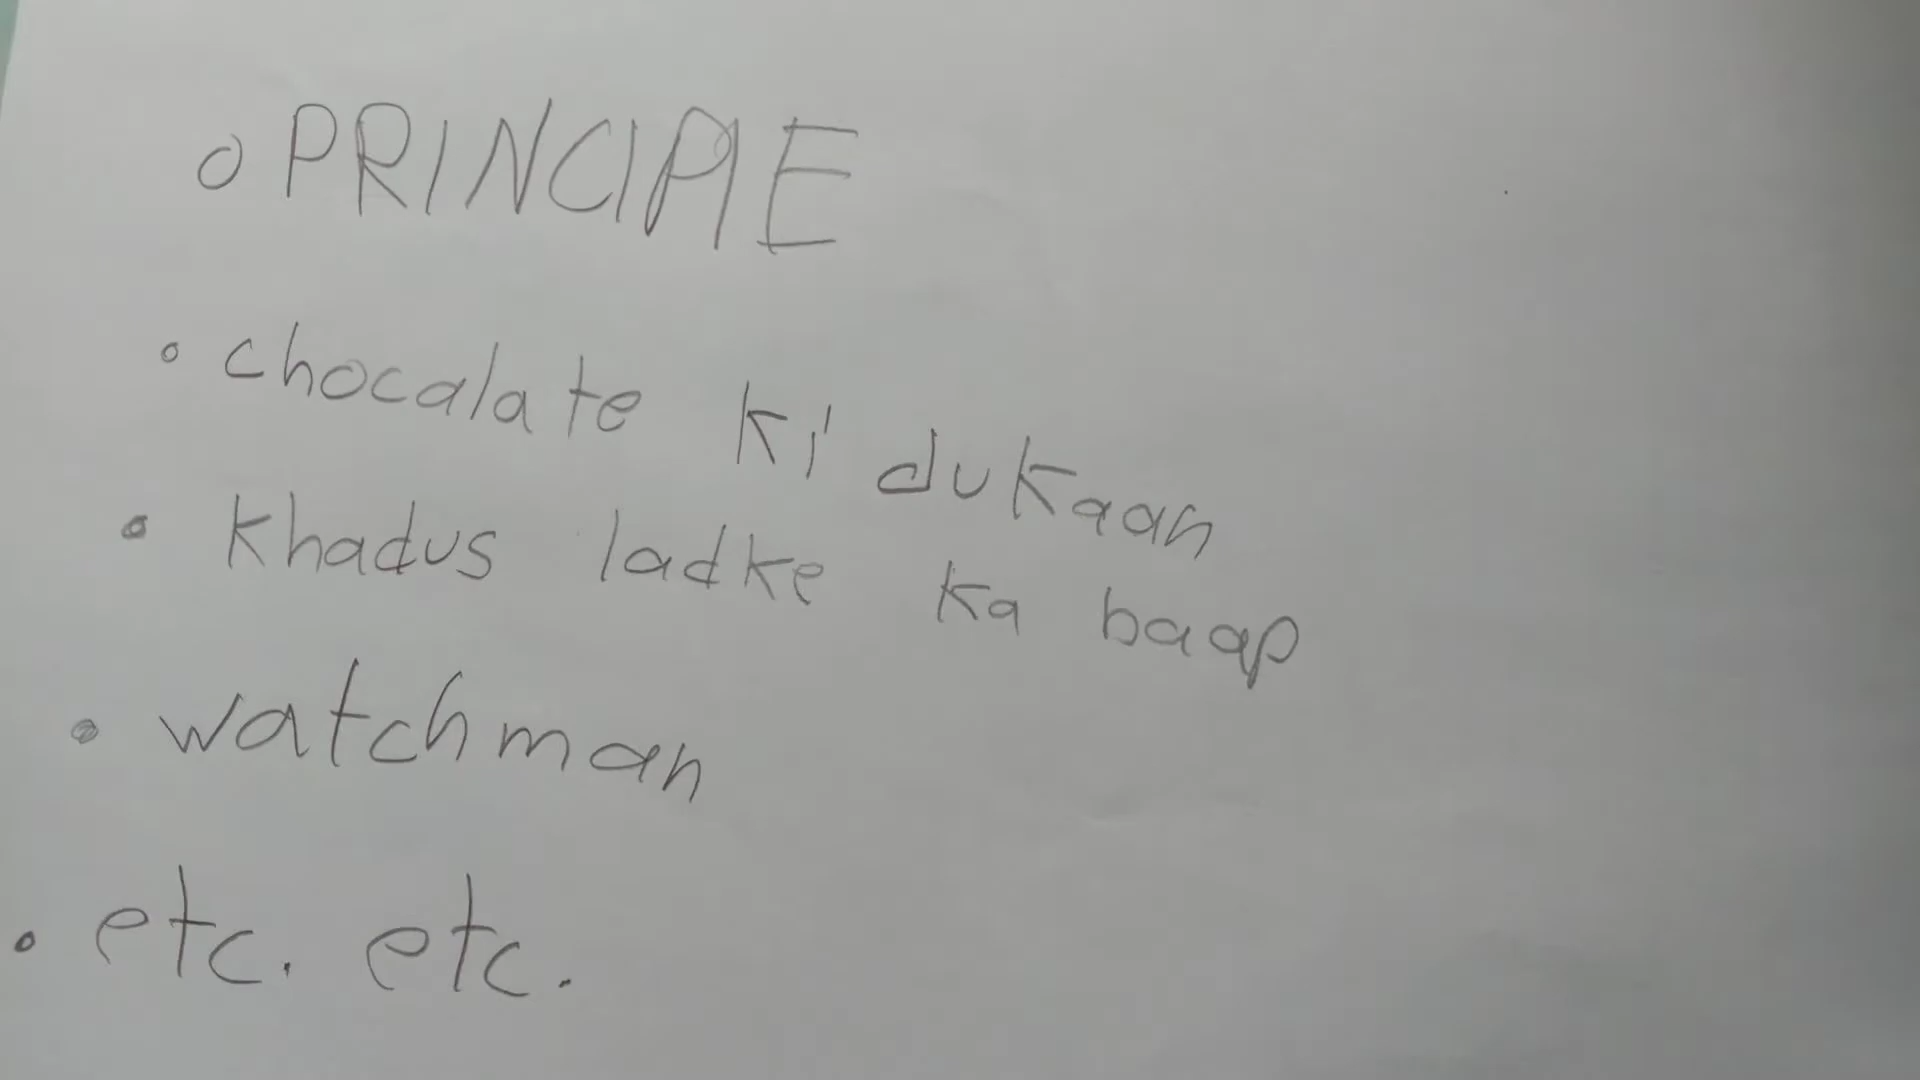 PRINCIPIE
chocalate ki dukaan
khadus ladke ka baap
watchman
etc. etc.